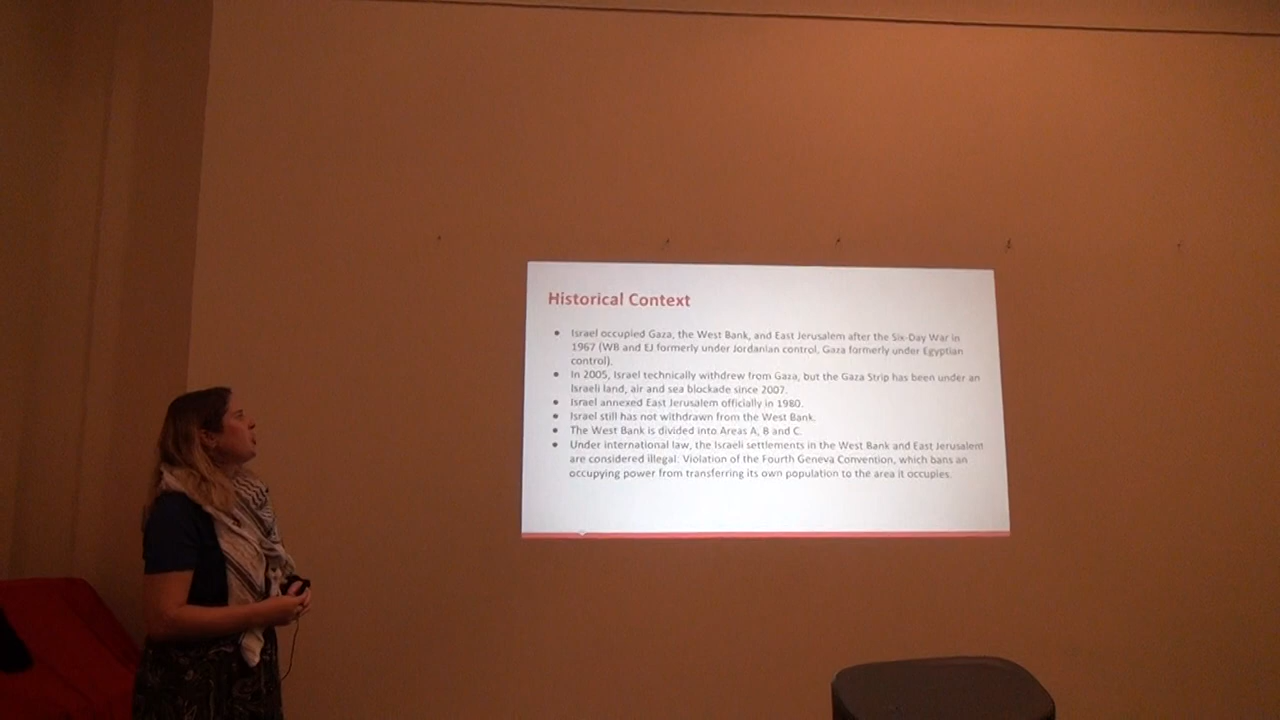 Historical Context
● Israel occupied Gaza, the West Bank, and East Jerusalem after the Six-Day War in
1967 (WB and EJ formerly under Jordanian control, Gaza formerly under Egyptian
control).
● In 2005, Israel technically withdrew from Gaza, but the Gaza Strip has been under an
Israeli land, air and sea blockade since 2007.
● Israel annexed East Jerusalem officially in 1980.
● Israel still has not withdrawn from the West Bank.
● The West Bank is divided into Areas A, B and C.
● Under international law, the Israeli settlements in the West Bank and East Jerusalem
are considered illegal. Violation of the Fourth Geneva Convention, which bans an
occupying power from transferring its own population to the area it occupies.